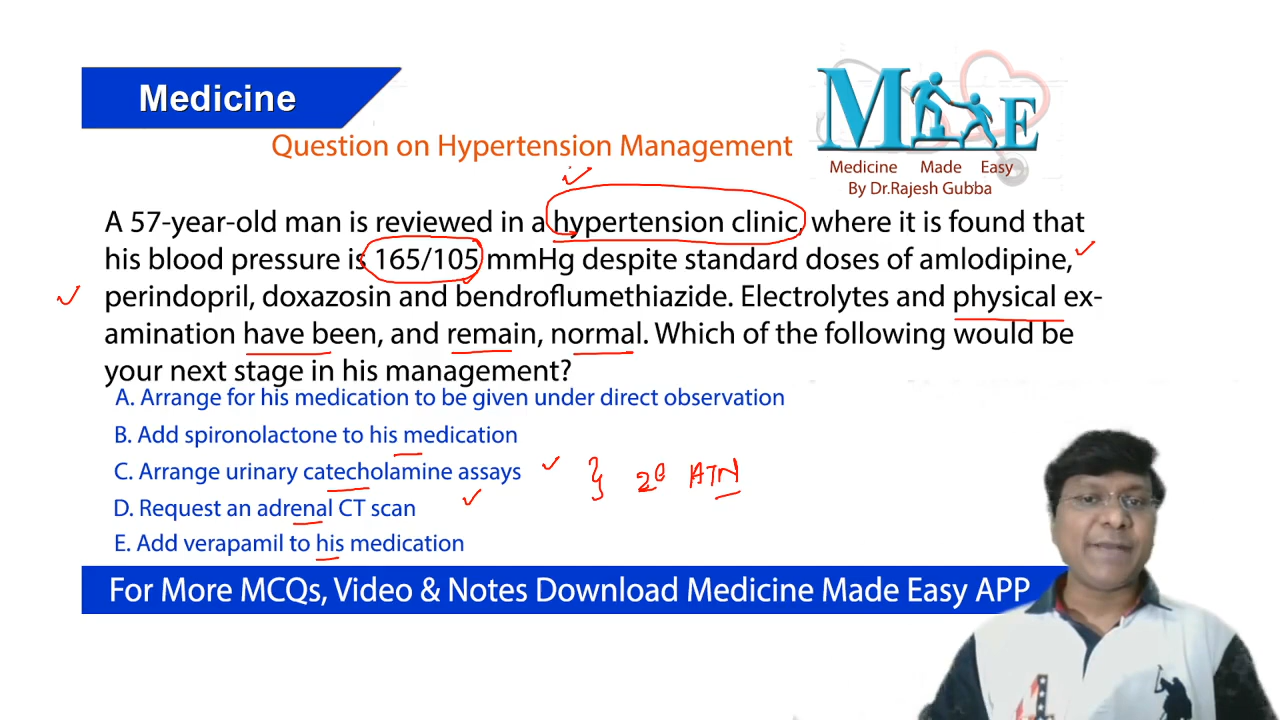 Medicine
Question on Hypertension Management
M E
Medicine Made Easy
By Dr.Rajesh Gubba
A 57-year-old man is reviewed in a hypertension clinic, where it is found that
his blood pressure is 165/105 mmHg despite standard doses of amlodipine,
perindopril, doxazosin and bendroflumethiazide. Electrolytes and physical ex-
amination have been, and remain, normal. Which of the following would be
your next stage in his management?
A. Arrange for his medication to be given under direct observation
B. Add spironolactone to his medication
C. Arrange urinary catecholamine assays
D. Request an adrenal CT scan
E. Add verapamil to his medication
For More MCQs, Video & Notes Download Medicine Made Easy APP